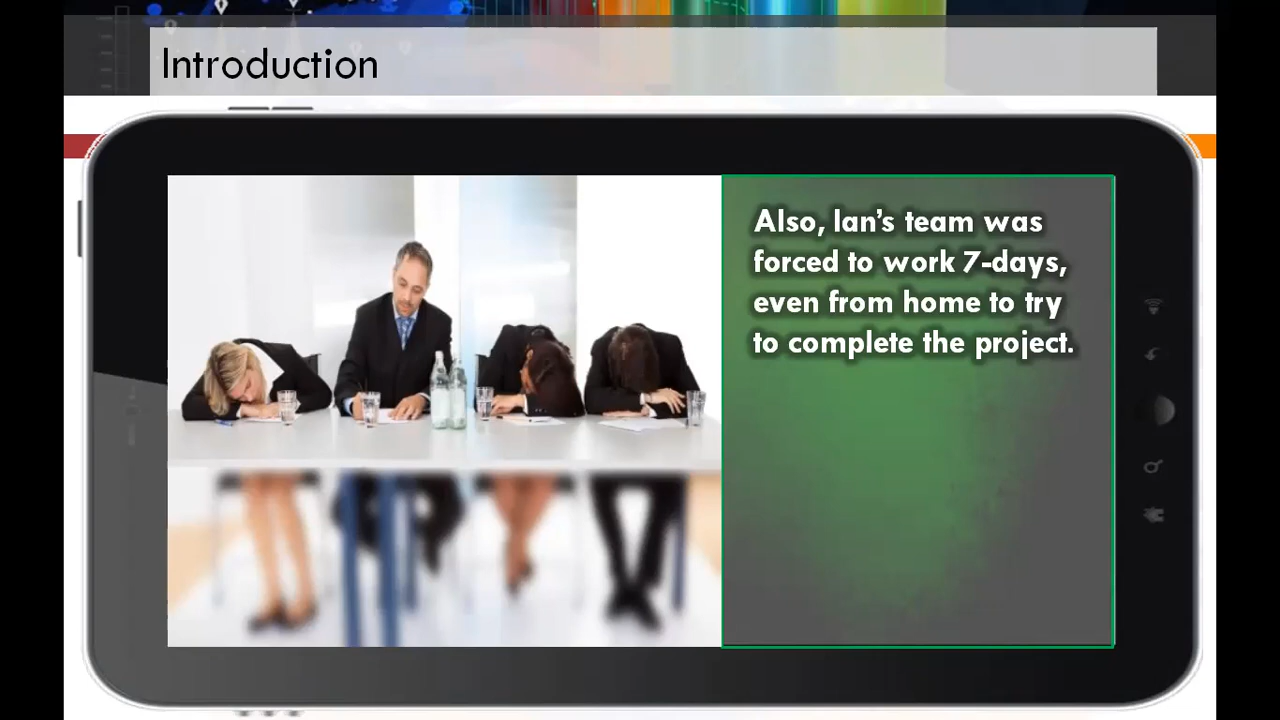 Introduction
Also, Ian's team was
forced to work 7-days,
even from home to try
to complete the project.